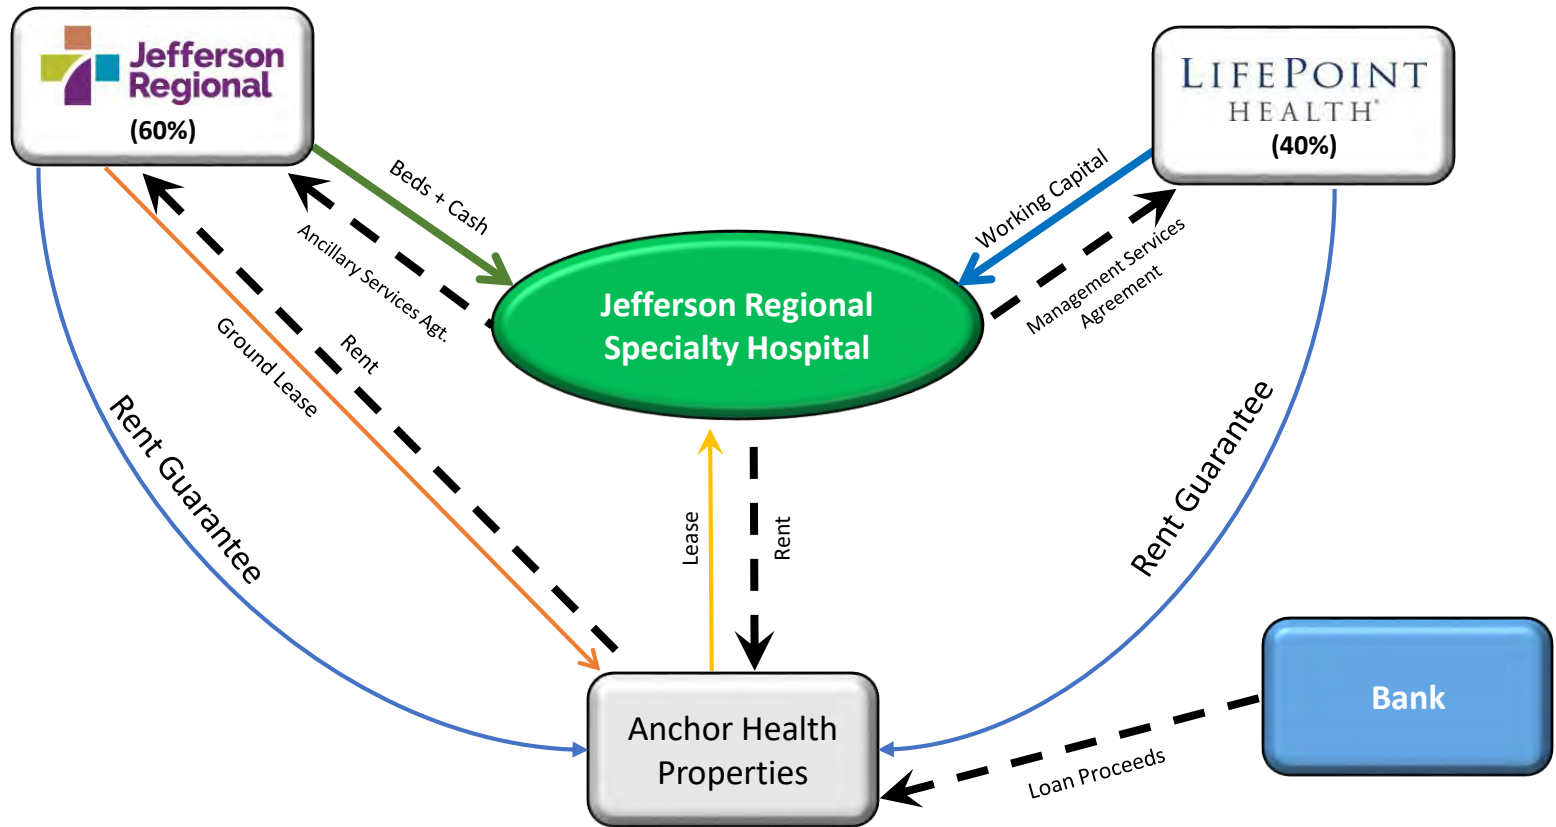 Jefferson
Regional
(60%)
LIFEPOINT
HEALTH®
(40%)
Beds + Cash
Ancillary Services Agt.
Working Capital
Management Services
Agreement
Jefferson Regional
Specialty Hospital
Rent
Ground Lease
Rent Guarantee
Rent Guarantee
Lease
Rent
Bank
Anchor Health
Properties
Loan Proceeds